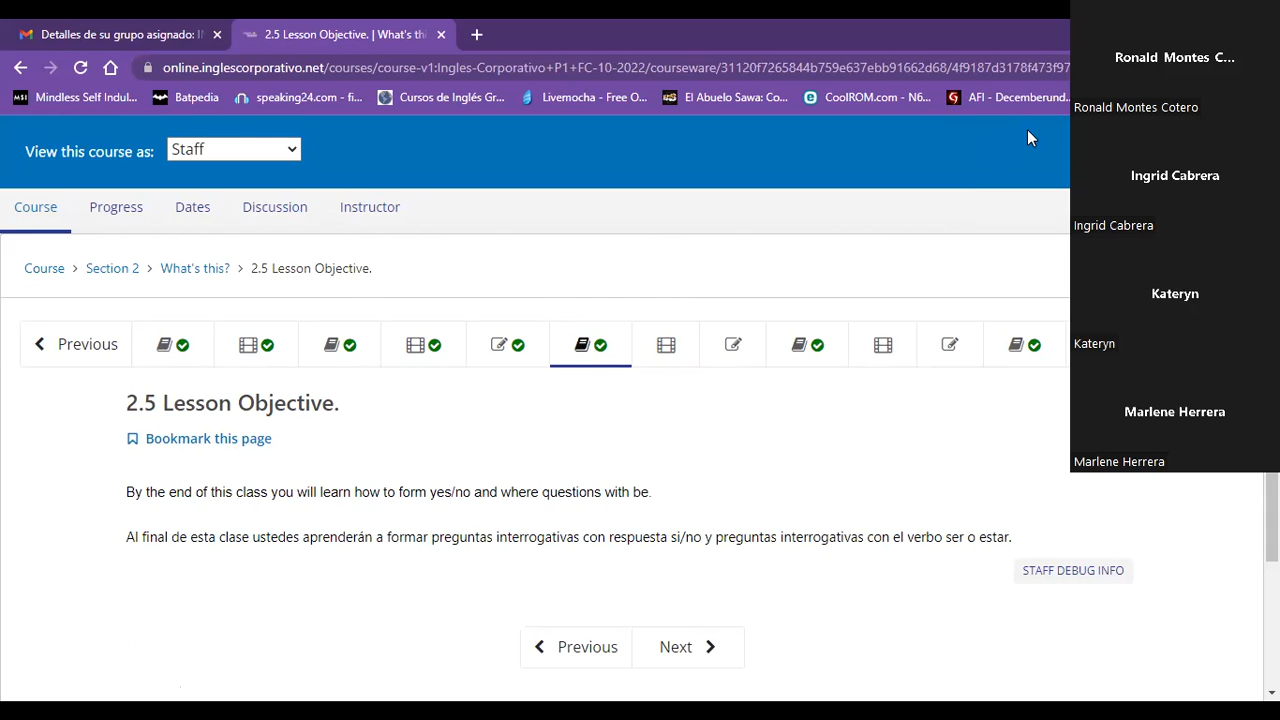 Detalles de su grupo asignado: I
2.5 Lesson Objective. | What's thi
online.inglescorporativo.net/courses/course-v1:Ingles-Corporativo+P1+FC-10-2022/courseware/31120f7265844b759e637ebb91662d68/4f9187d3178f473f97
Mindless Self Indul...
Batpedia
speaking24.com - fi...
Cursos de Inglés Gr...
Livemocha - Free O...
El Abuelo Sawa: Co...
CoolROM.com - N6...
AFI - Decemberund...
View this course as:
Staff
Course
Progress
Dates
Discussion
Instructor
Course > Section 2 > What's this? > 2.5 Lesson Objective.
Previous
2.5 Lesson Objective.
Bookmark this page
By the end of this class you will learn how to form yes/no and where questions with be.
Al final de esta clase ustedes aprenderán a formar preguntas interrogativas con respuesta si/no y preguntas interrogativas con el verbo ser o estar.
STAFF DEBUG INFO
Previous
Next
Ronald Montes C...
Ronald Montes Cotero
Ingrid Cabrera
Ingrid Cabrera
Kateryn
Kateryn
Marlene Herrera
Marlene Herrera